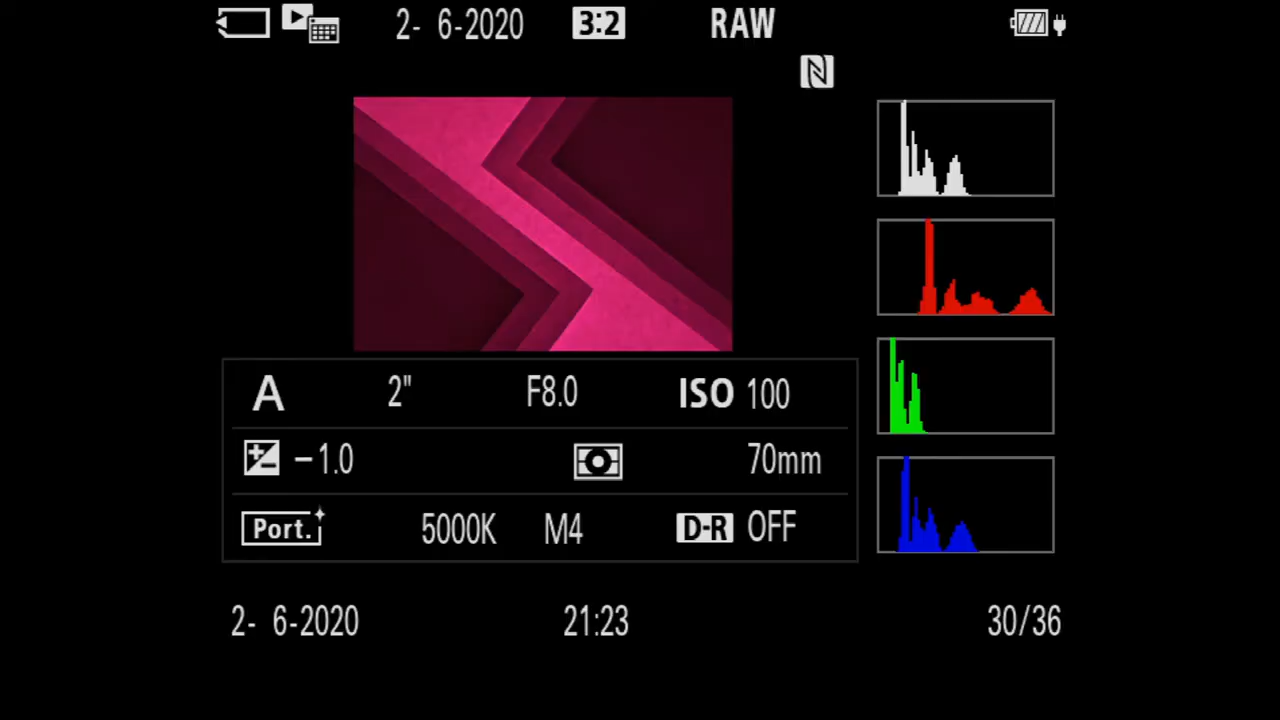 2- 6-2020 3:2 RAW
A 2" F8.0 ISO 100
-1.0 70mm
Port. 5000K M4 D-R OFF
2- 6-2020 21:23 30/36